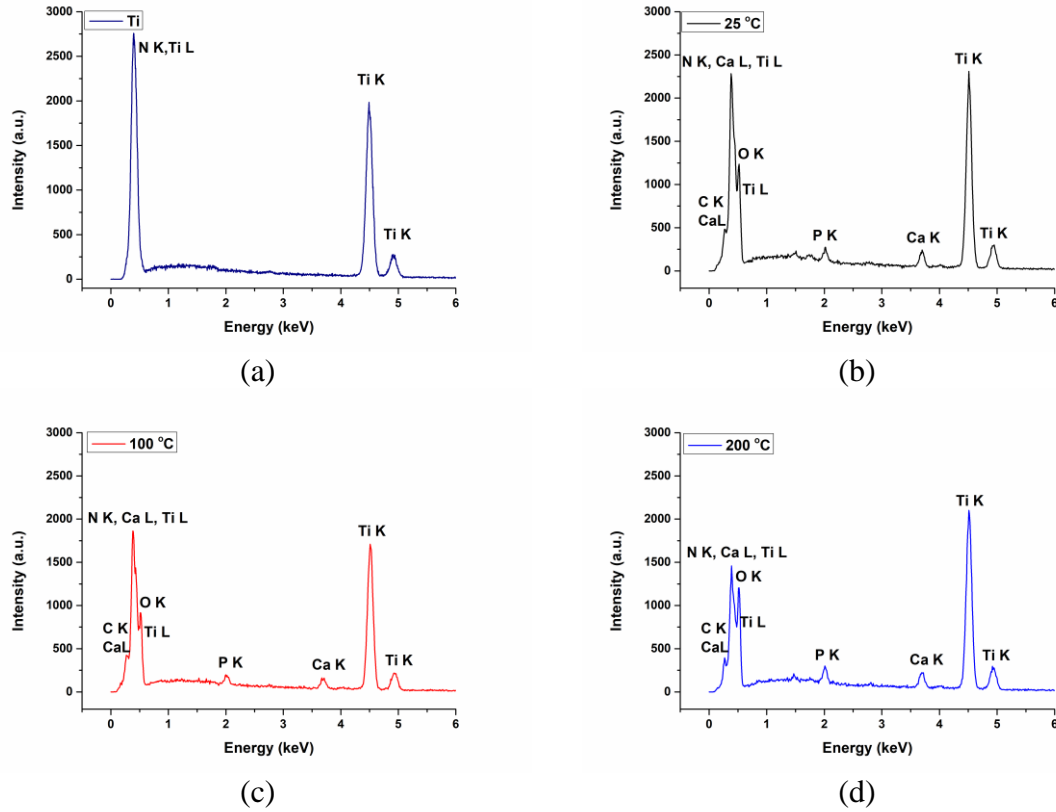 Ti
N K,Ti L
Ti K
Ti K
3000
2500
2000
1500
1000
500
0
Intensity (a.u.)
0 1 2 3 4 5 6
Energy (keV)
(a)
25 °C
N K, Ca L, Ti L
Ti K
O K
Ti L
C K
CaL
P K
Ca K
Ti K
3000
2500
2000
1500
1000
500
0
Intensity (a.u.)
0 1 2 3 4 5 6
Energy (keV)
(b)
100 °C
N K, Ca L, Ti L
Ti K
O K
C K
Ti L
CaL
P K
Ca K
Ti K
3000
2500
2000
1500
1000
500
0
Intensity (a.u.)
0 1 2 3 4 5 6
Energy (keV)
(c)
200 °C
Ti K
N K, Ca L, Ti L
O K
C K
Ti L
CaL
P K
Ca K
Ti K
3000
2500
2000
1500
1000
500
0
Intensity (a.u.)
0 1 2 3 4 5 6
Energy (keV)
(d)